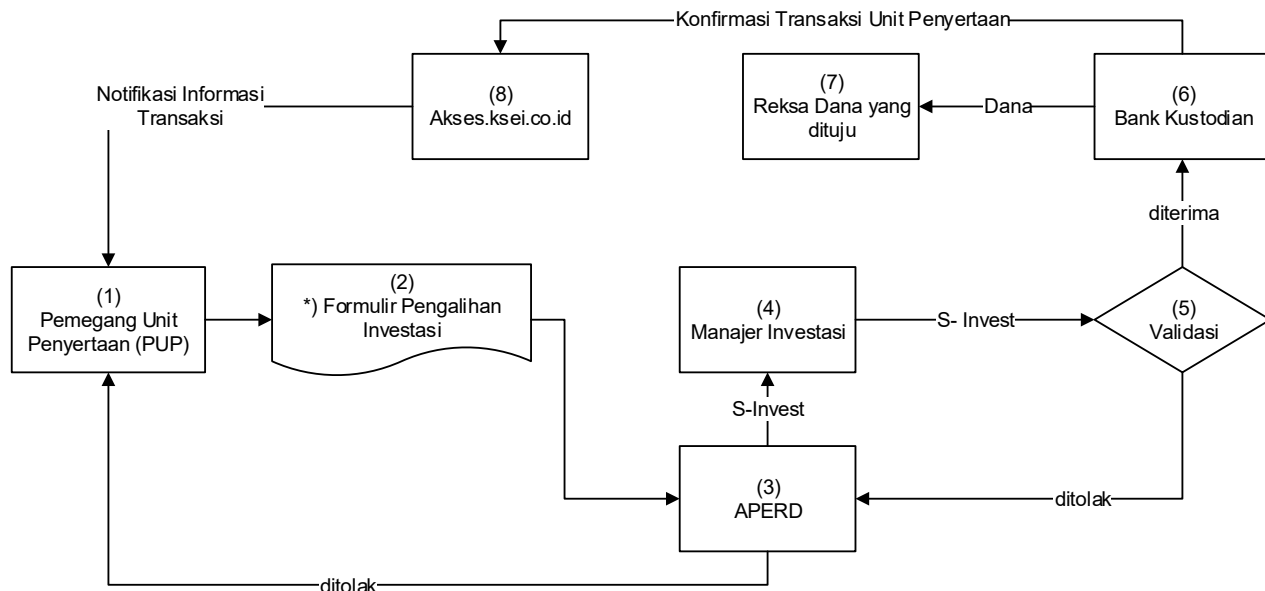 Konfirmasi Transaksi Unit Penyertaan
Notifikasi Informasi
Transaksi
(8)
Akses.ksei.co.id
(7)
Reksa Dana yang
dituju
Dana
(6)
Bank Kustodian
diterima
(1)
Pemegang Unit
Penyertaan (PUP)
(2)
*) Formulir Pengalihan
Investasi
(4)
Manajer Investasi
S- Invest
(5)
Validasi
S-Invest
(3)
APERD
ditolak
ditolak